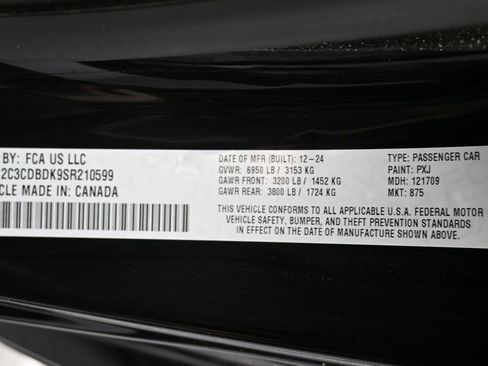 BY: FCA US LLC
2C3CDBDK9SR210599
CLE MADE IN: CANADA
DATE OF MFR (BUILT): 12-24
GVWR: 6950 LB / 3153 KG
GAWR FRONT: 3200 LB / 1452 KG
GAWR REAR: 3800 LB / 1724 KG
TYPE: PASSENGER CAR
PAINT: PXJ
MDH: 121709
MKT: 875
THIS VEHICLE CONFORMS TO ALL APPLICABLE U.S.A. FEDERAL MOTOR
VEHICLE SAFETY, BUMPER, AND THEFT PREVENTION STANDARDS
IN EFFECT ON THE DATE OF MANUFACTURE SHOWN ABOVE.